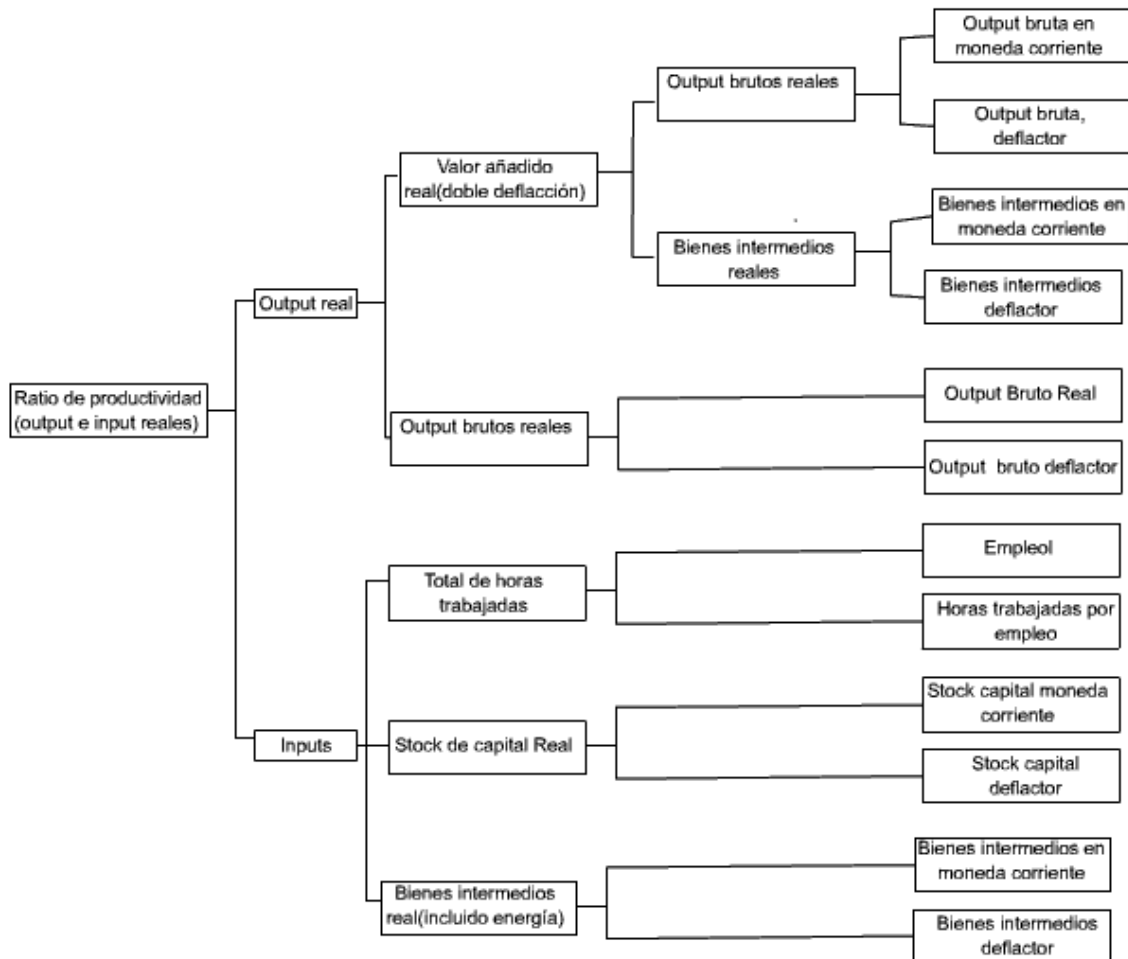 Output bruta en
moneda corriente
Output brutos reales
Output bruta,
deflactor
Valor añadido
real(doble deflacción)
Bienes intermedios en
moneda corriente
Bienes intermedios
reales
Bienes intermedios
deflactor
Output real
Ratio de productividad
(output e input reales)
Output Bruto Real
Output brutos reales
Output bruto deflactor
Empleol
Total de horas
trabajadas
Horas trabajadas por
empleo
Stock capital moneda
corriente
Inputs
Stock de capital Real
Stock capital
deflactor
Bienes intermedios en
moneda corriente
Bienes intermedios
real(incluido energía)
Bienes intermedios
deflactor